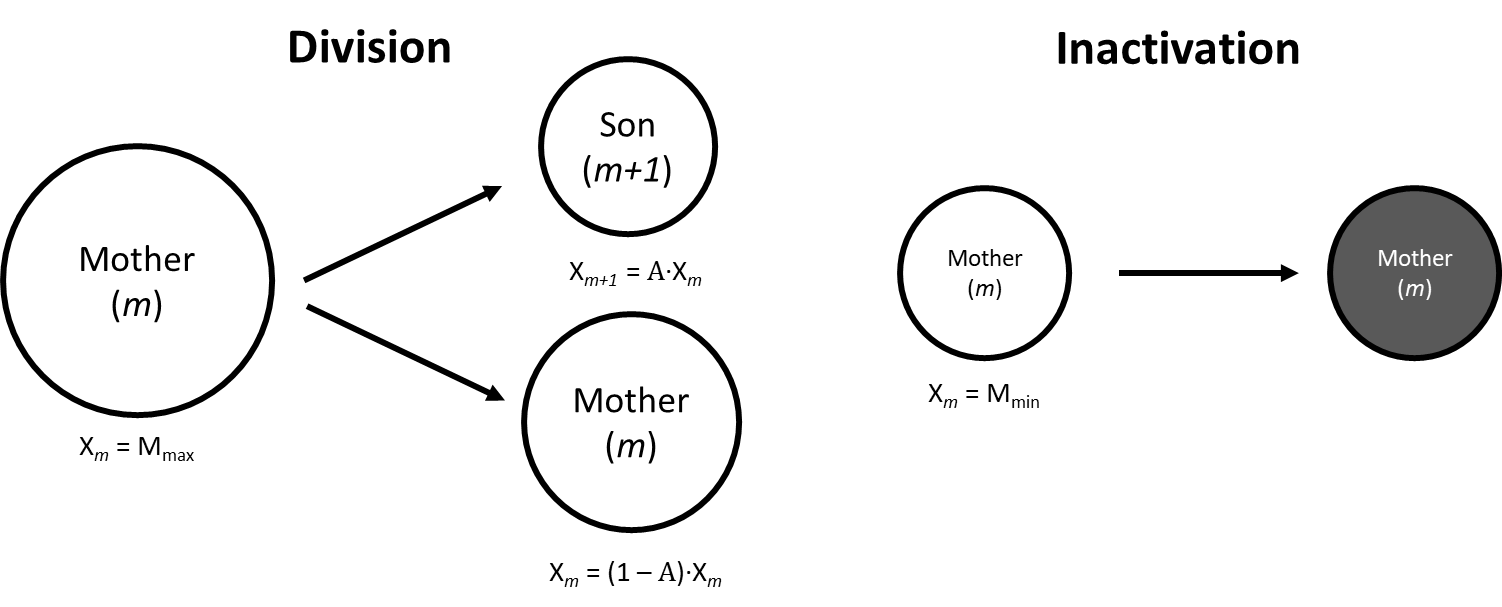 Division
Son
(m+1)
Xm+1 = A·Xm
Mother
(m)
Xm = Mmax
Mother
(m)
Xm = (1 – A)·Xm
Inactivation
Mother
(m)
Xm = Mmin
Mother
(m)